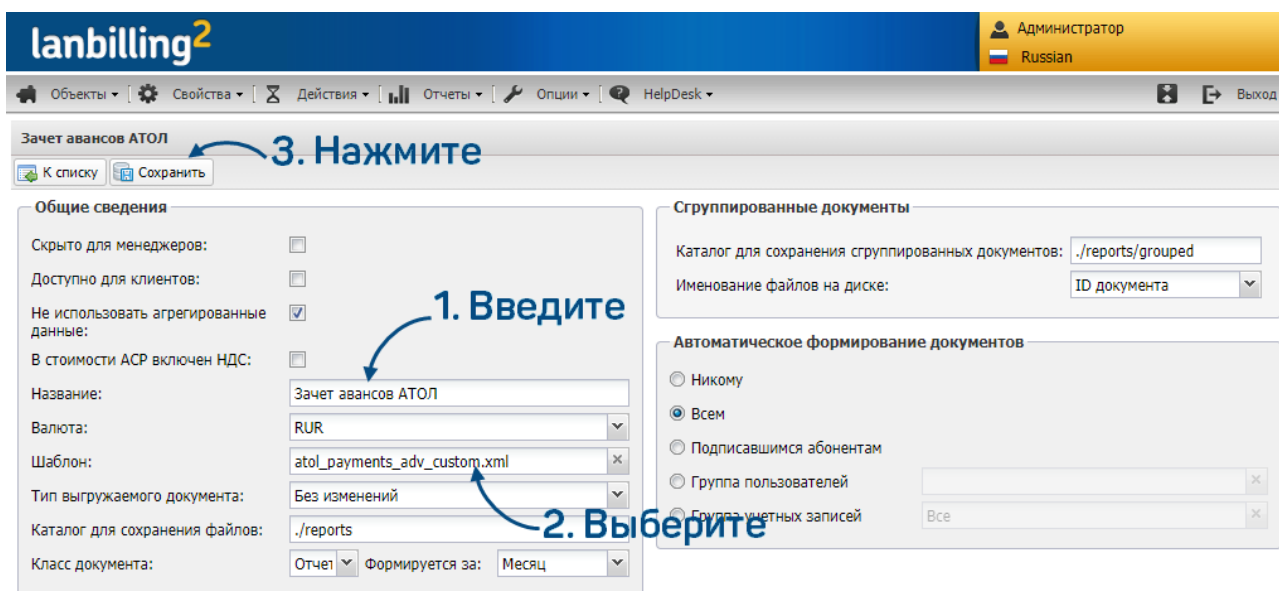 lanbilling2
Администратор
Russian
Объекты Свойства Действия Отчеты Опции HelpDesk Выход
Зачет авансов АТОЛ
3. Нажмите
К списку Сохранить
Общие сведения
Скрыто для менеджеров:
Доступно для клиентов:
Не использовать агрегированные
данные:
1. Введите
В стоимости АСР включен НДС:
Название: Зачет авансов АТОЛ
Валюта: RUR
Шаблон: atol_payments_adv_custom.xml
Тип выгружаемого документа: Без изменений
2. Выберите
Каталог для сохранения файлов: ./reports
Класс документа: Отчет Формируется за: Месяц
Сгруппированные документы
Каталог для сохранения сгруппированных документов: ./reports/grouped
Именование файлов на диске: ID документа
Автоматическое формирование документов
Никому
Всем
Подписавшимся абонентам
Группа пользователей
Группа учетных записей Все